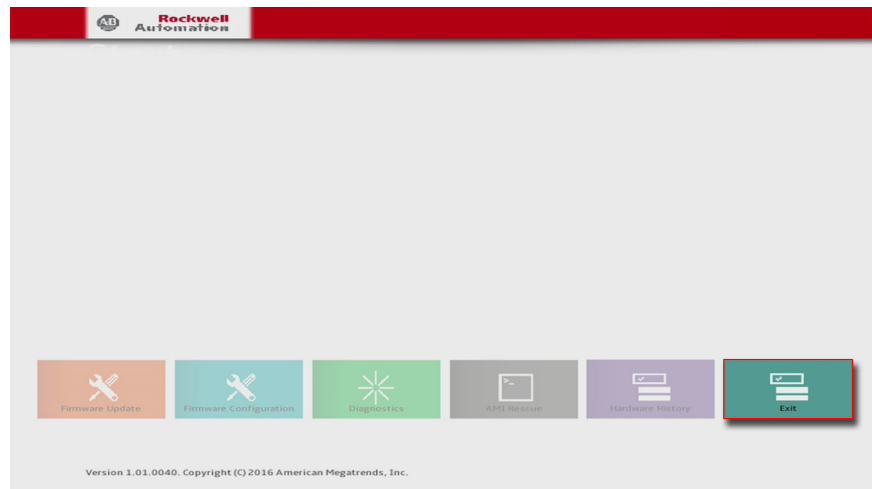 AB
Rockwell
Automation
Firmware Update
Firmware Configuration
Diagnostics
AMI Rescue
Hardware History
Exit
Version 1.01.0040. Copyright (C) 2016 American Megatrends, Inc.